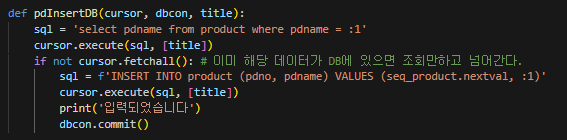 def pdInsertDB(cursor, dbcon, title):
    sql = 'select pdname from product where pdname = :1'
    cursor.execute(sql, [title])
    if not cursor.fetchall(): # 이미 해당 데이터가 DB에 있으면 조회만하고 넘어간다.
        sql = f'INSERT INTO product (pdno, pdname) VALUES (seq_product.nextval, :1)'
        cursor.execute(sql, [title])
        print('입력되었습니다')
        dbcon.commit()